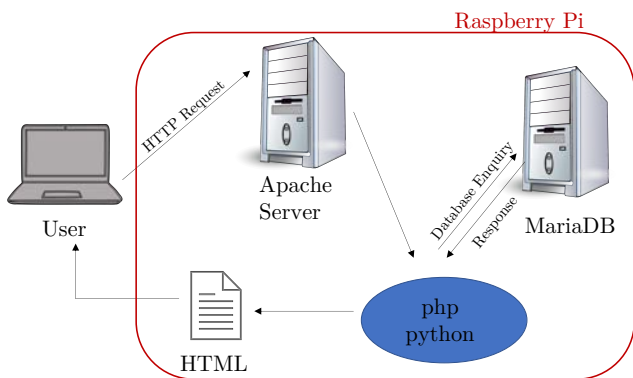 Raspberry Pi
HTTP Request
Apache
Server
User
Database Enquiry
Response
MariaDB
php
python
HTML